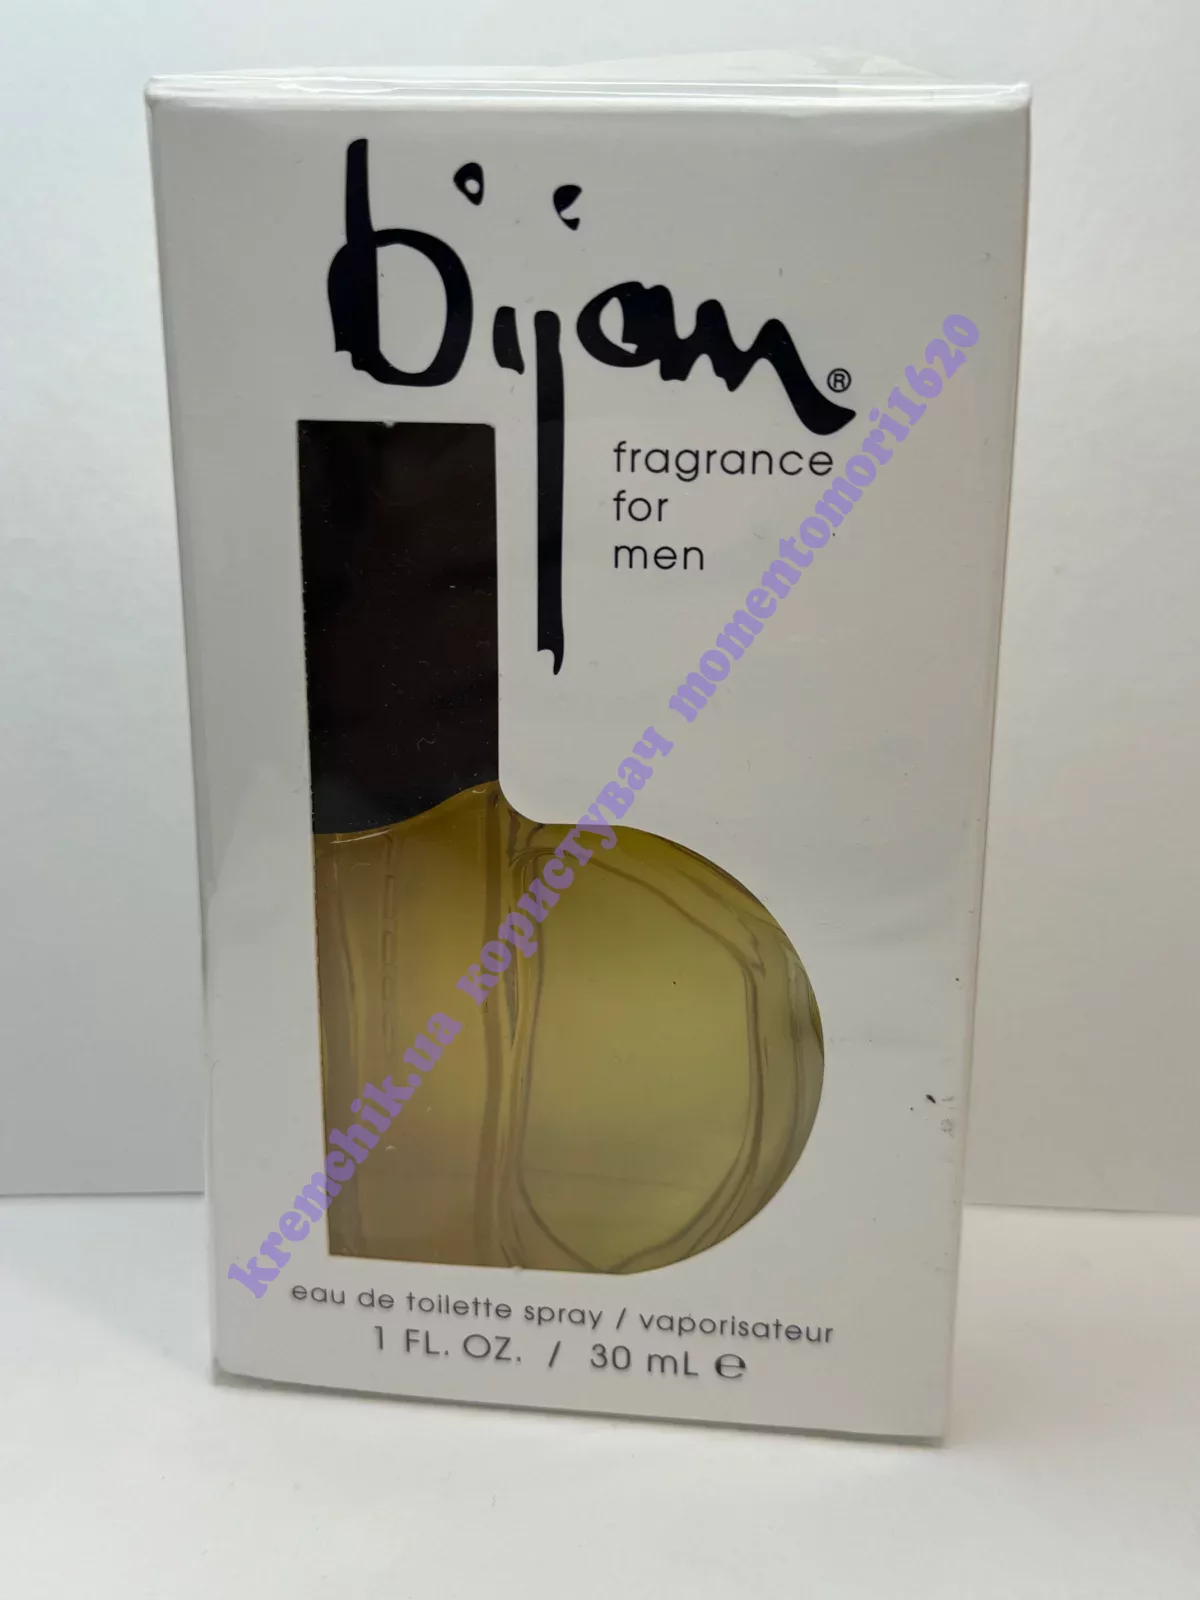 bijan®
fragrance
for
men
kremchik.ua користувач momentomori1620
eau de toilette spray / vaporisateur
1 FL. OZ. / 30 mL ℮